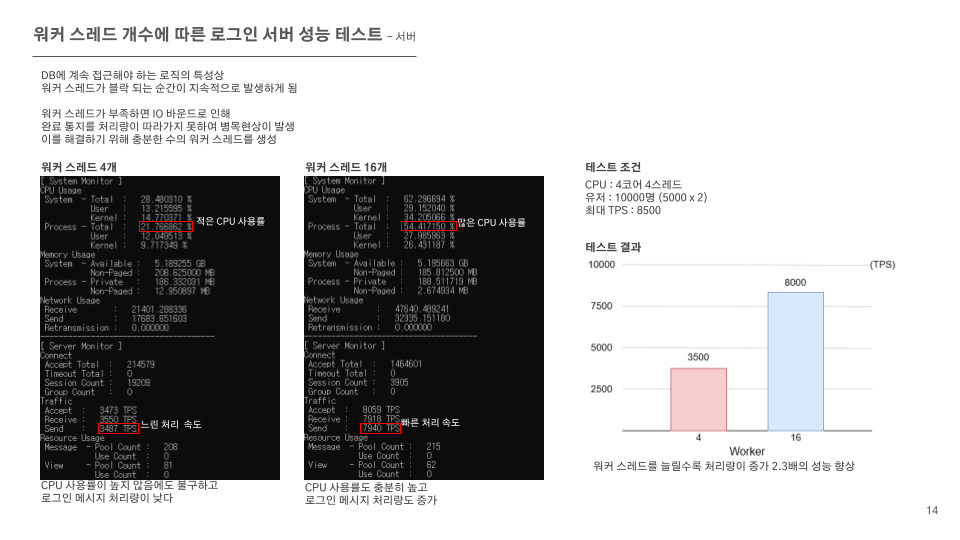 워커 스레드 개수에 따른 로그인 서버 성능 테스트 – 서버
DB에 계속 접근해야 하는 로직의 특성상
워커 스레드가 블락 되는 순간이 지속적으로 발생하게 됨
워커 스레드가 부족하면 IO 바운드로 인해
완료 통지를 처리량이 따라가지 못하여 병목현상이 발생
이를 해결하기 위해 충분한 수의 워커 스레드를 생성
워커 스레드 4개
[ System Monitor ]
CPU Usage
System - Total : 28.480310 %
User : 13.215595 %
Kernel : 14.770371 %
Process - Total : 21.766862 %
User : 12.049513 %
Kernel : 9.717349 %
적은 CPU 사용률
Memory Usage
System - Available : 5.189255 GB
Non-Paged : 208.625000 MB
Process - Private : 186.332031 MB
Non-Paged : 12.950897 MB
Network Usage
Receive : 21401.288336
Send : 17683.651603
Retransmission : 0.000000
[ Server Monitor ]
Connect
Accept Total : 214579
Timeout Total : 0
Session Count : 19208
Group Count : 0
Traffic
Accept : 3473 TPS
Receive : 3550 TPS
Send : 3487 TPS
느린 처리 속도
Resource Usage
Message - Pool Count : 208
Use Count : 0
View - Pool Count : 81
Use Count : 0
CPU 사용률이 높지 않음에도 불구하고
로그인 메시지 처리량이 낮다
워커 스레드 16개
[ System Monitor ]
CPU Usage
System - Total : 62.296694 %
User : 29.152040 %
Kernel : 34.205066 %
Process - Total : 54.417150 %
User : 27.985963 %
Kernel : 26.431187 %
많은 CPU 사용률
Memory Usage
System - Available : 5.195663 GB
Non-Paged : 185.812500 MB
Process - Private : 188.511719 MB
Non-Paged : 2.674934 MB
Network Usage
Receive : 47640.489241
Send : 32335.151180
Retransmission : 0.000000
[ Server Monitor ]
Connect
Accept Total : 1464601
Timeout Total : 0
Session Count : 3905
Group Count : 0
Traffic
Accept : 8059 TPS
Receive : 7918 TPS
Send : 7940 TPS
빠른 처리 속도
Resource Usage
Message - Pool Count : 215
Use Count : 0
View - Pool Count : 62
Use Count : 0
CPU 사용률도 충분히 높고
로그인 메시지 처리량도 증가
테스트 조건
CPU : 4코어 4스레드
유저 : 10000명 (5000 x 2)
최대 TPS : 8500
테스트 결과
10000
(TPS)
8000
7500
5000
3500
2500
4
16
Worker
워커 스레드를 늘릴수록 처리량이 증가 2.3배의 성능 향상
14